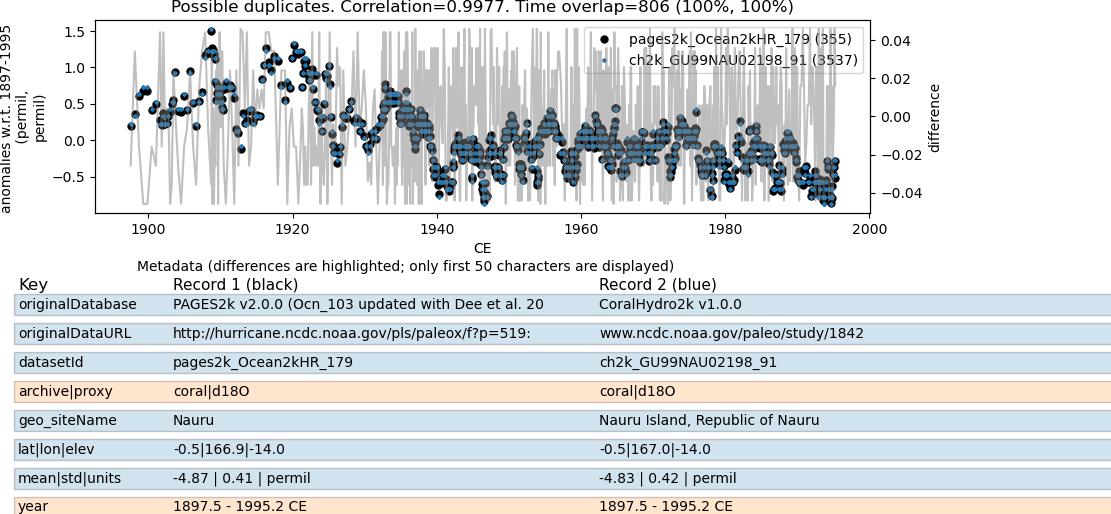 Possible duplicates. Correlation=0.9977. Time overlap=806 (100%, 100%)
anomalies w.r.t. 1897-1995
(permil,
permil)
1.5
1.0
0.5
0.0
−0.5
pages2k_Ocean2kHR_179 (355)
ch2k_GU99NAU02198_91 (3537)
0.04
0.02
0.00
−0.02
−0.04
difference
1900 1920 1940 1960 1980 2000
CE
Metadata (differences are highlighted; only first 50 characters are displayed)
Key Record 1 (black) Record 2 (blue)
originalDatabase PAGES2k v2.0.0 (Ocn_103 updated with Dee et al. 20 CoralHydro2k v1.0.0
originalDataURL http://hurricane.ncdc.noaa.gov/pls/paleox/f?p=519: www.ncdc.noaa.gov/paleo/study/1842
datasetId pages2k_Ocean2kHR_179 ch2k_GU99NAU02198_91
archive|proxy coral|d18O coral|d18O
geo_siteName Nauru Nauru Island, Republic of Nauru
lat|lon|elev -0.5|166.9|-14.0 -0.5|167.0|-14.0
mean|std|units -4.87 | 0.41 | permil -4.83 | 0.42 | permil
year 1897.5 - 1995.2 CE 1897.5 - 1995.2 CE